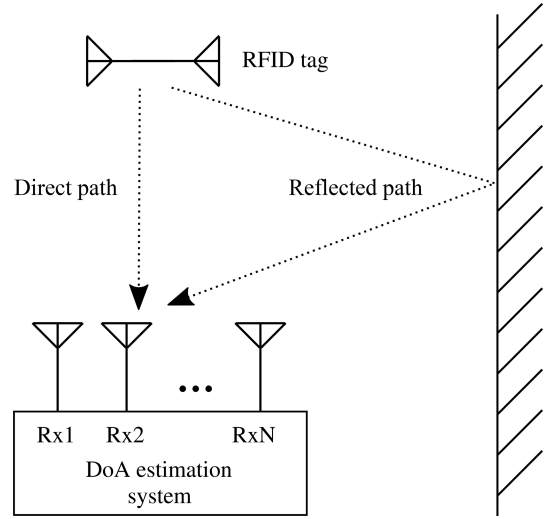 RFID tag
Direct path
Reflected path
•••
Rx1
Rx2
RxN
DoA estimation
system